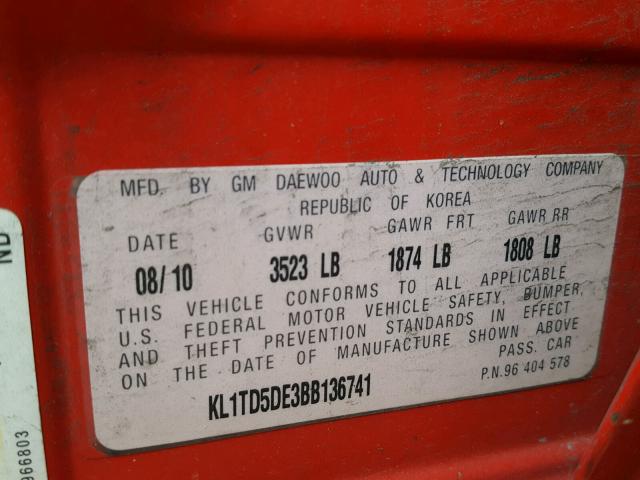 MFD. BY GM DAEWOO AUTO & TECHNOLOGY COMPANY
REPUBLIC OF KOREA
DATE GVWR GAWR FRT GAWR RR
08/10 3523 LB 1874 LB 1808 LB
THIS VEHICLE CONFORMS TO ALL APPLICABLE
U.S. FEDERAL MOTOR VEHICLE SAFETY, BUMPER,
AND THEFT PREVENTION STANDARDS IN EFFECT
ON THE DATE OF MANUFACTURE SHOWN ABOVE
PASS. CAR
P.N.96 404 578
KL1TD5DE3BB136741
ND
966803